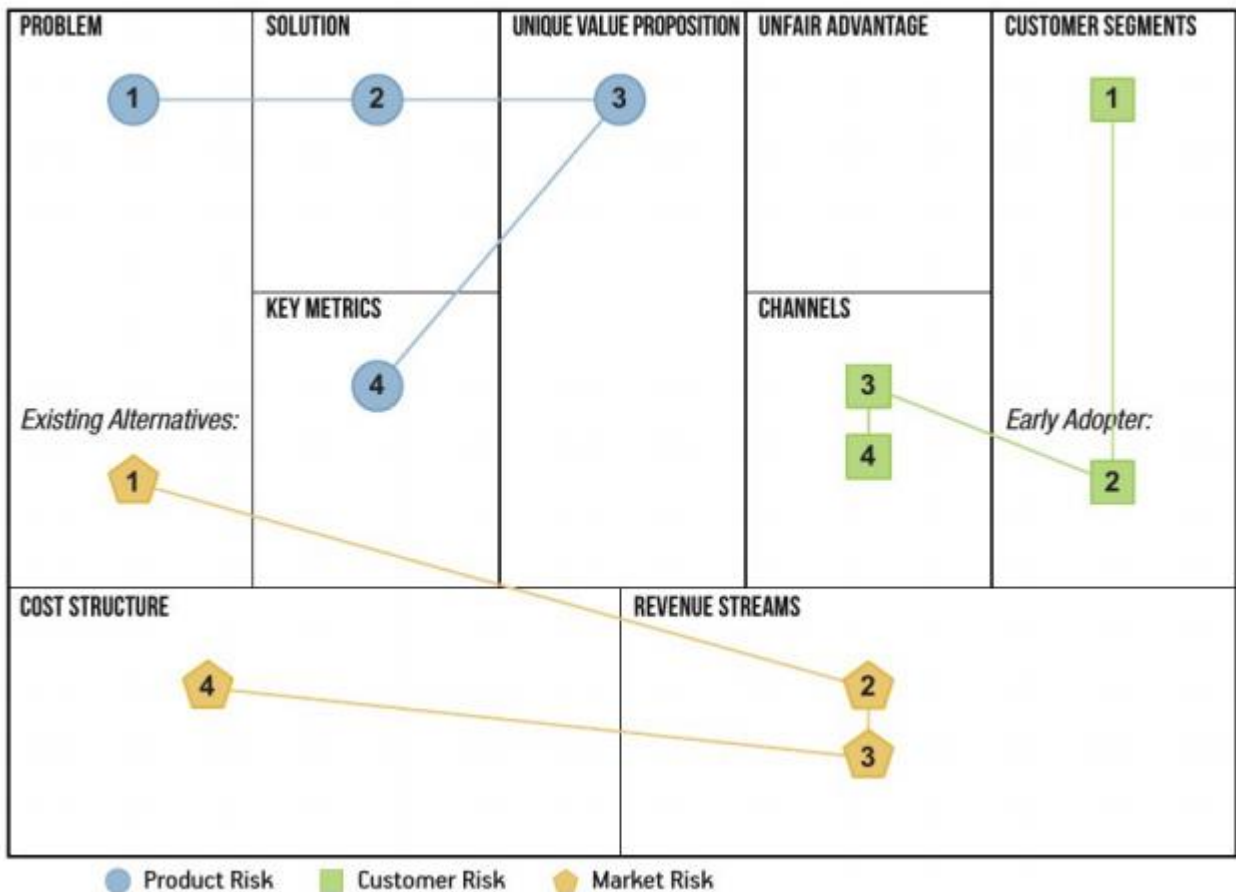 PROBLEM
SOLUTION
UNIQUE VALUE PROPOSITION
UNFAIR ADVANTAGE
CUSTOMER SEGMENTS
1
2
3
1
KEY METRICS
CHANNELS
4
3
Existing Alternatives:
Early Adopter:
4
1
2
COST STRUCTURE
REVENUE STREAMS
4
2
3
Product Risk
Customer Risk
Market Risk